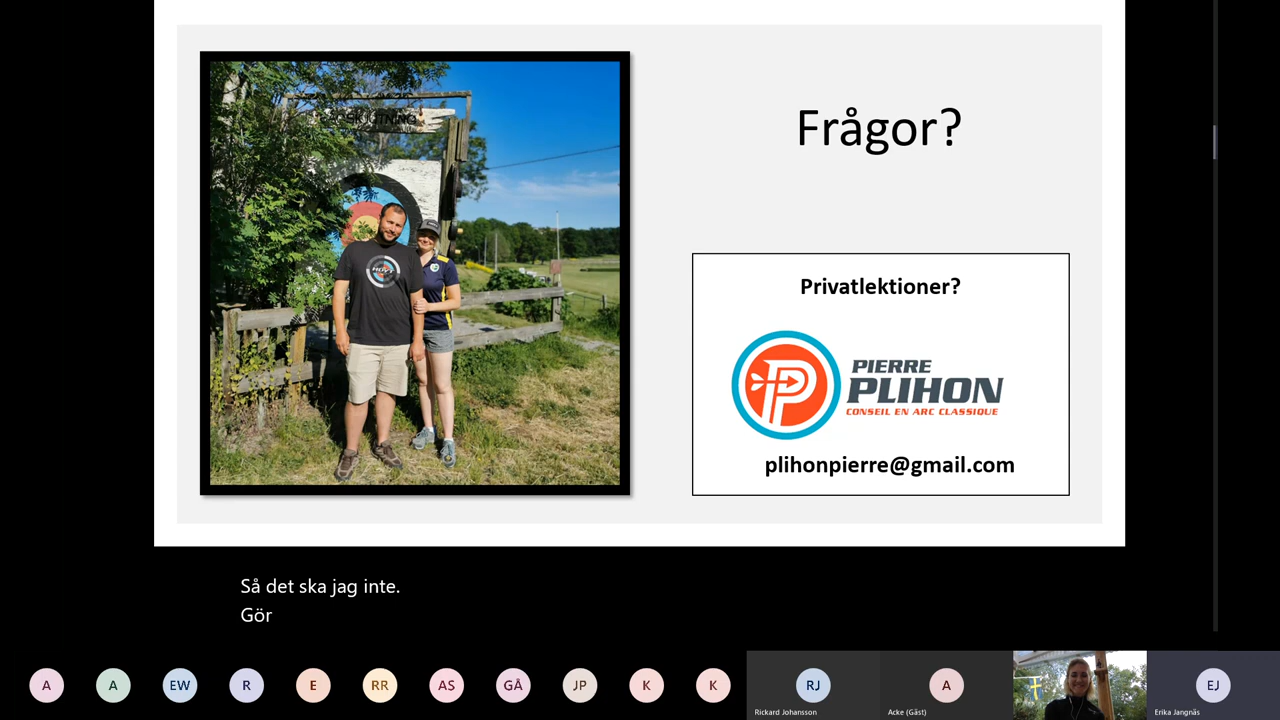 Frågor?
Privatlektioner?
P
PIERRE
PLIHON
CONSEIL EN ARC CLASSIQUE
plihonpierre@gmail.com
Så det ska jag inte.
Gör
A
A
EW
R
E
RR
AS
GÅ
JP
K
K
RJ
Rickard Johansson
A
Acke (Gäst)
EJ
Erika Jangnäs